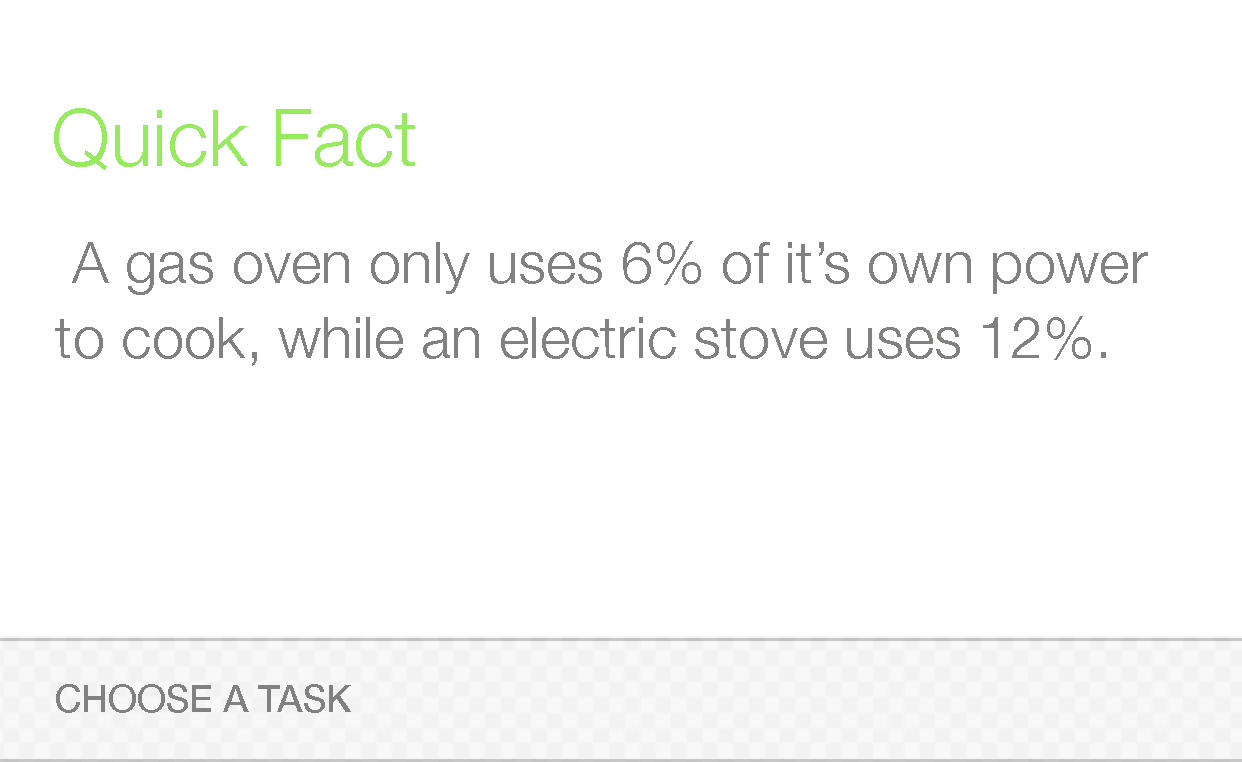 Quick Fact
A gas oven only uses 6% of it’s own power
to cook, while an electric stove uses 12%.
CHOOSE A TASK